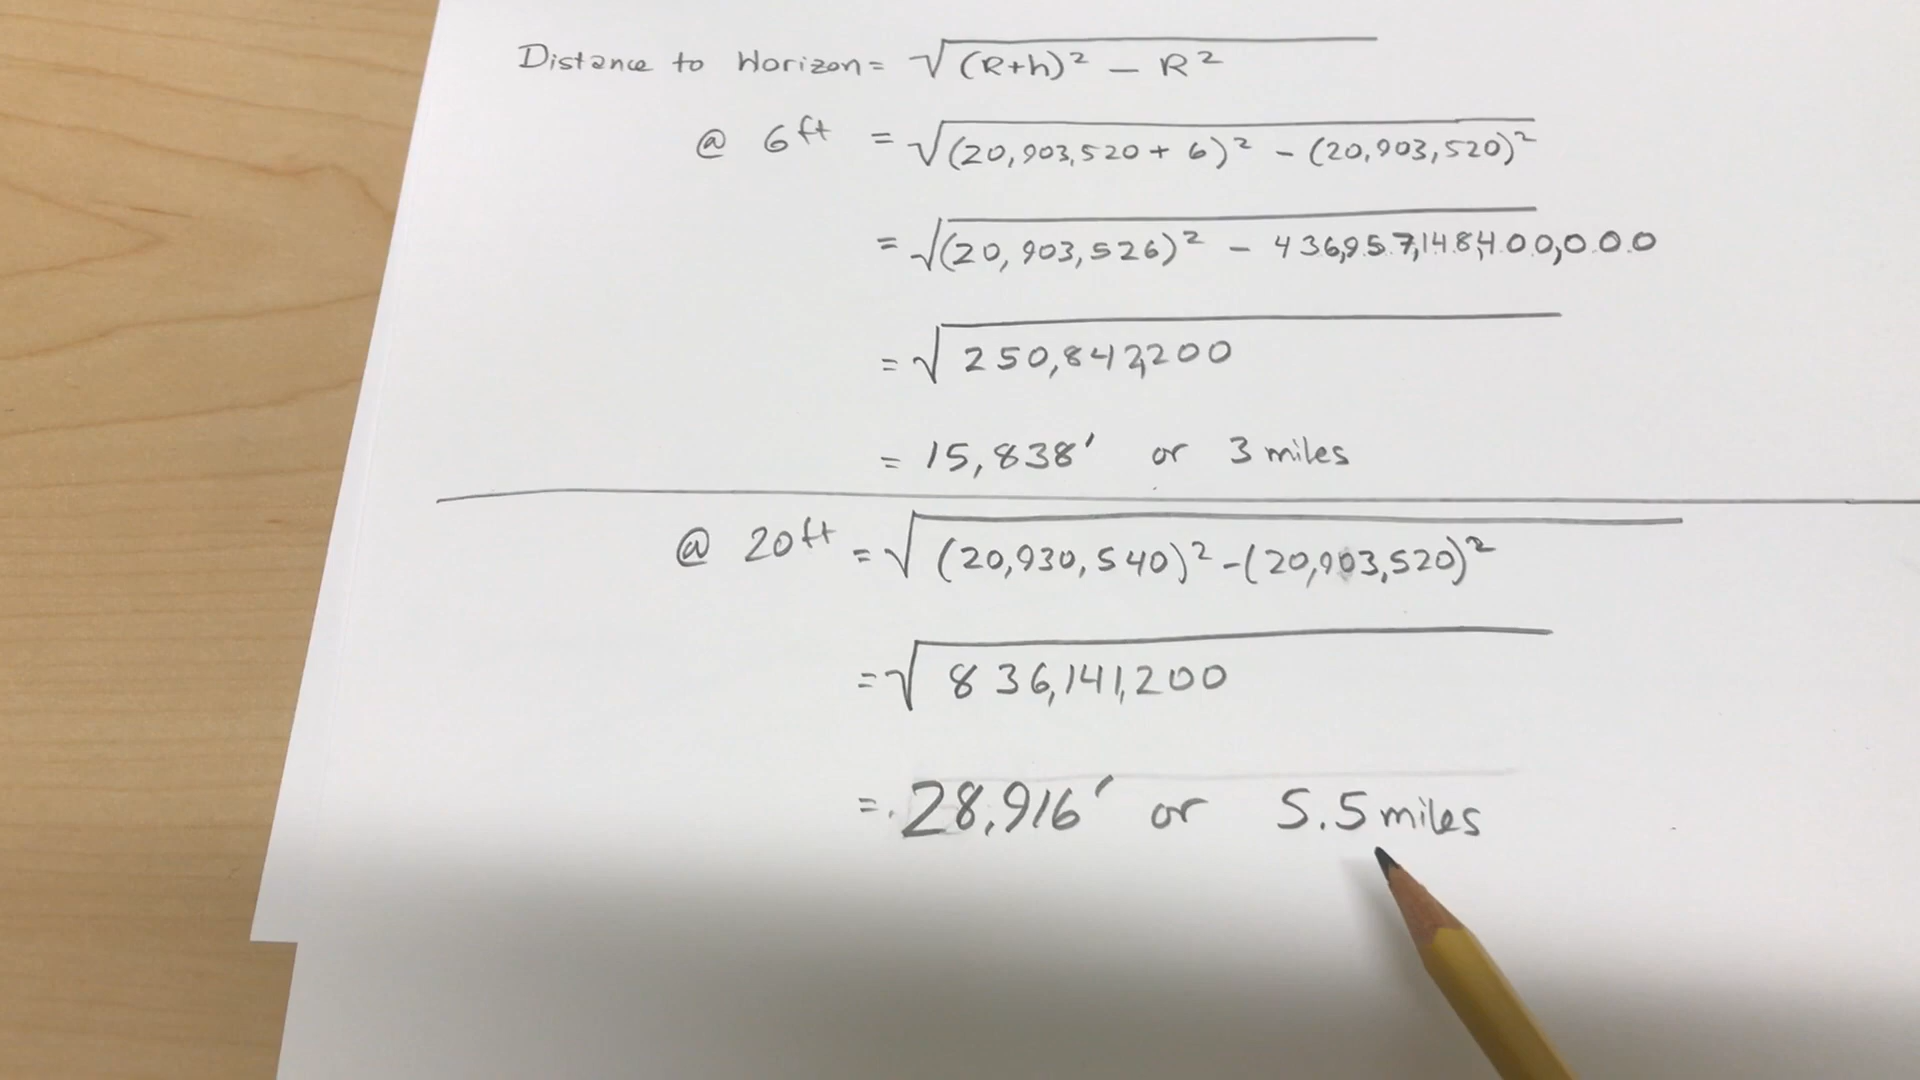 Distance to Horizon = √(R+h)² - R²
@ 6ft = √(20,903,520 + 6)² - (20,903,520)²
= √(20,903,526)² - 436,957,148,400,000
= √250,842,200
= 15,838' or 3 miles
@ 20ft = √(20,930,540)² - (20,903,520)²
= √836,141,200
= 28,916' or 5.5 miles